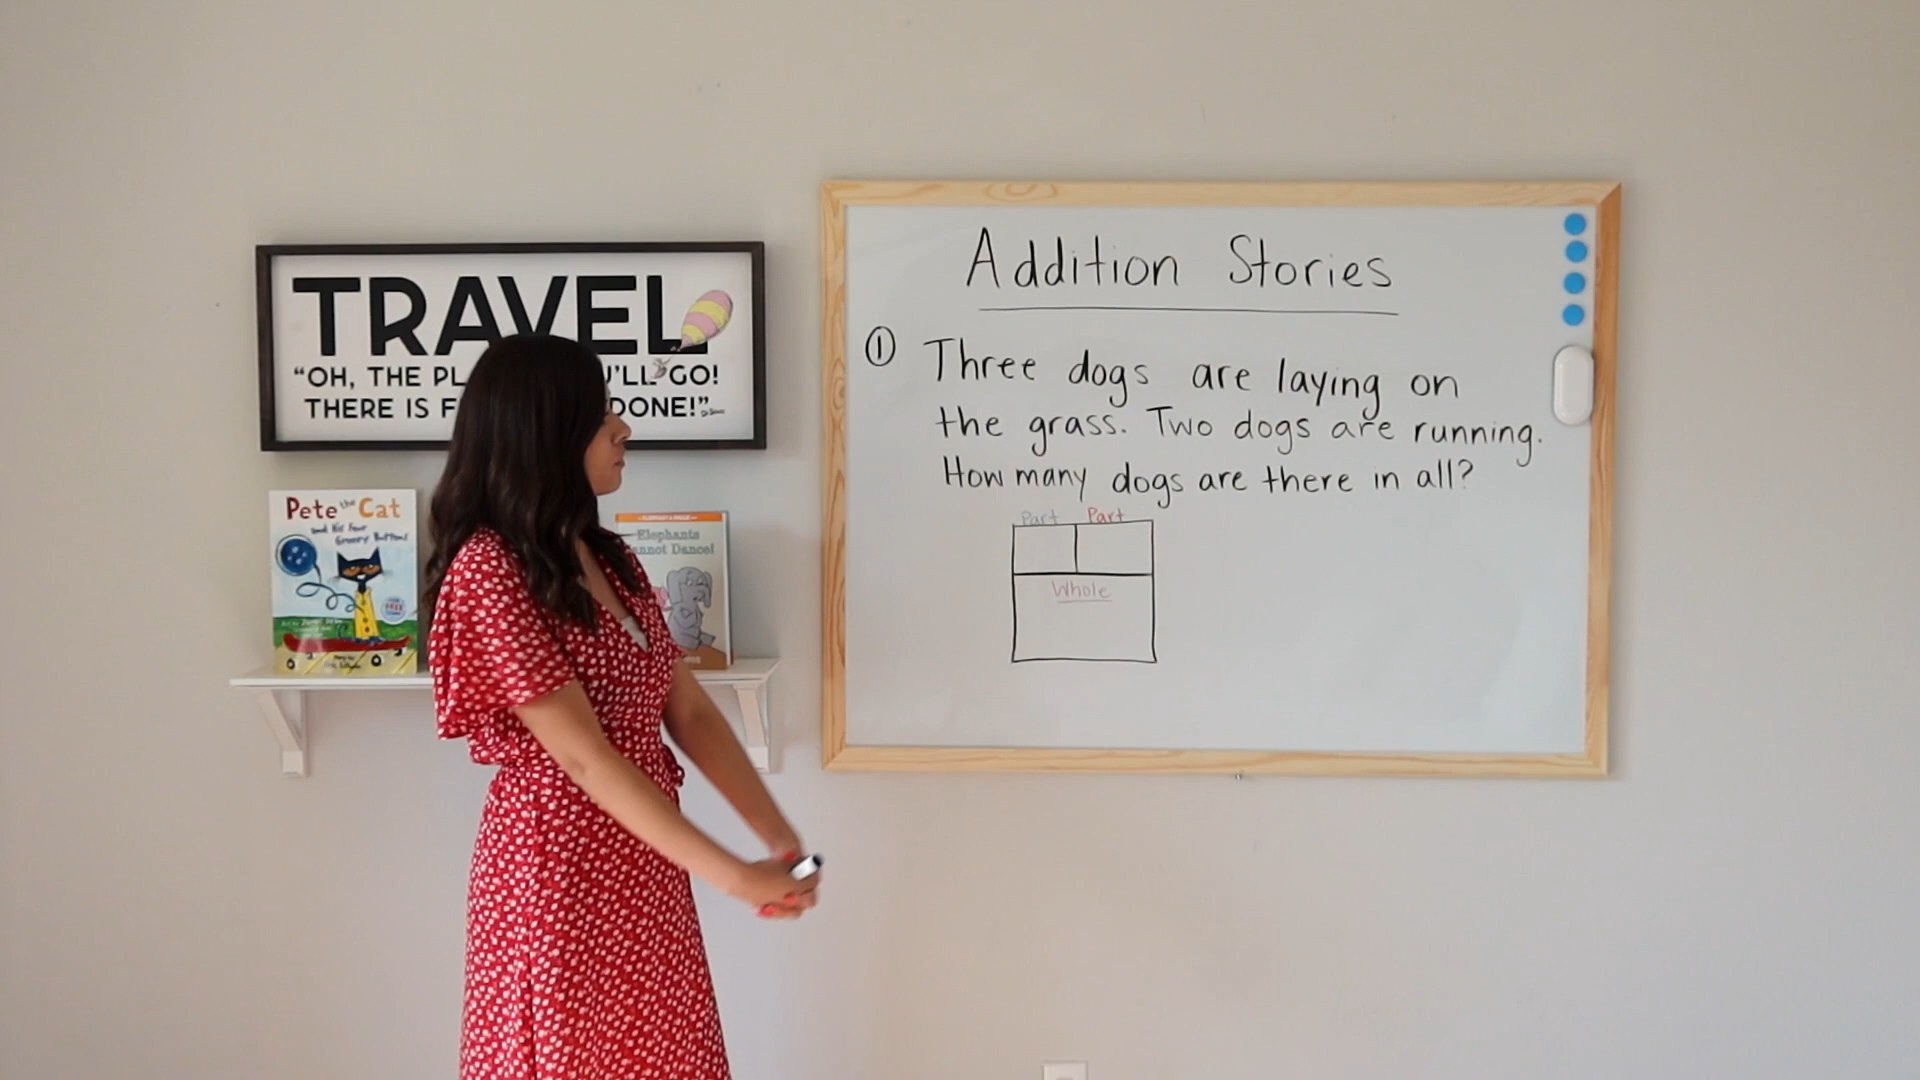 TRAVEL
"OH, THE PL 'LL GO!
THERE IS F DONE!"
Pete the Cat
and His Four
Groovy Buttons
Elephants
Cannot Dance!
Addition Stories
① Three dogs are laying on
the grass. Two dogs are running.
How many dogs are there in all?
Part Part
Whole